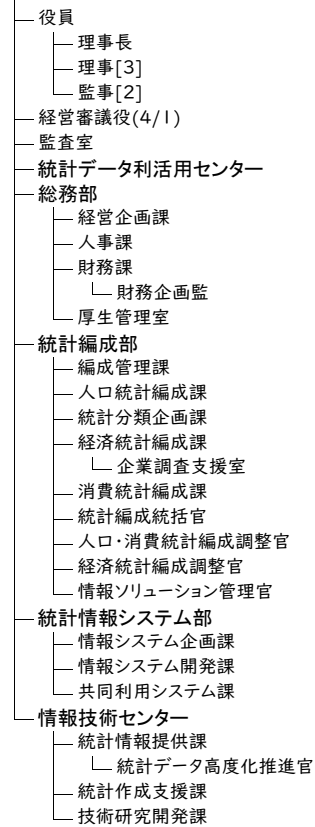 役員
理事長
理事[3]
監事[2]
経営審議役(4/1)
監査室
統計データ利活用センター
総務部
経営企画課
人事課
財務課
財務企画監
厚生管理室
統計編成部
編成管理課
人口統計編成課
統計分類企画課
経済統計編成課
企業調査支援室
消費統計編成課
統計編成統括官
人口・消費統計編成調整官
経済統計編成調整官
情報ソリューション管理官
統計情報システム部
情報システム企画課
情報システム開発課
共同利用システム課
情報技術センター
統計情報提供課
統計データ高度化推進官
統計作成支援課
技術研究開発課